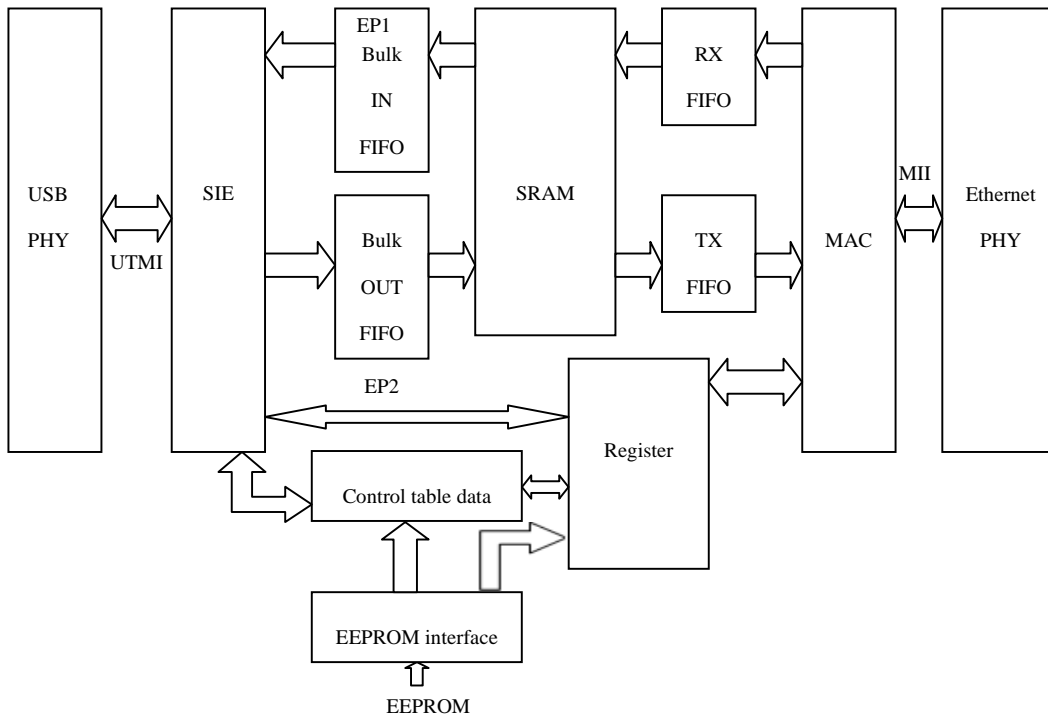 USB
PHY
UTMI
SIE
EP1
Bulk
IN
FIFO
Bulk
OUT
FIFO
EP2
SRAM
RX
FIFO
TX
FIFO
MAC
MII
Ethernet
PHY
Register
Control table data
EEPROM interface
EEPROM